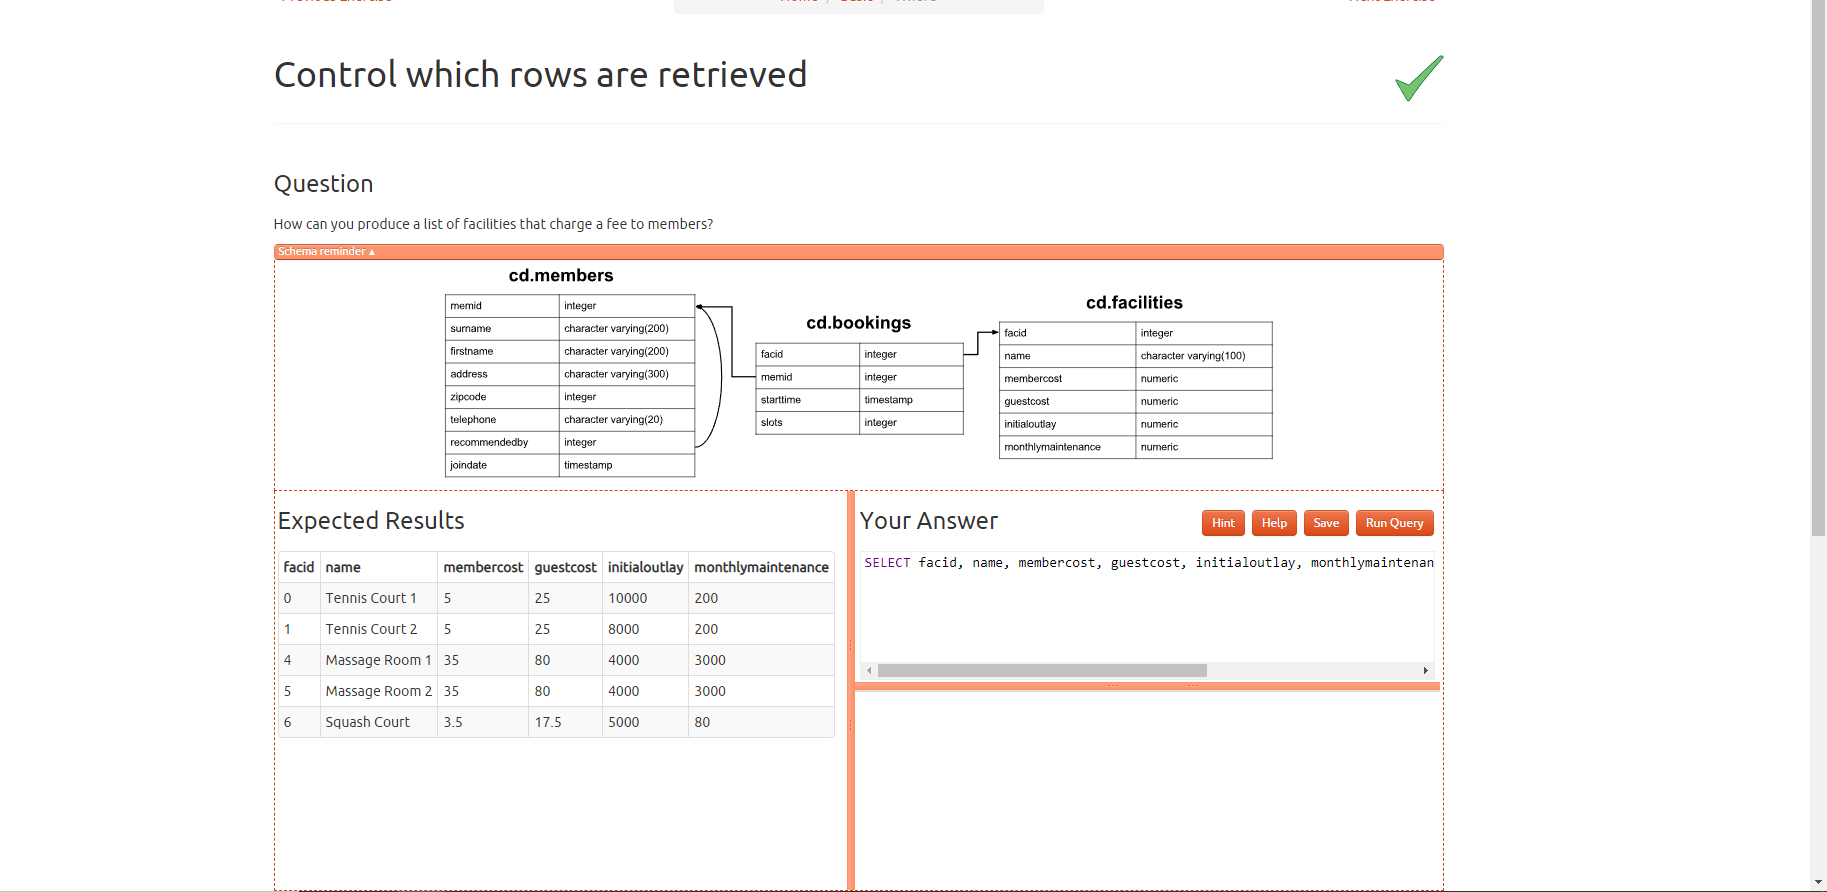 Control which rows are retrieved
Question
How can you produce a list of facilities that charge a fee to members?
Schema reminder ▴
cd.members
memid integer
surname character varying(200)
firstname character varying(200)
address character varying(300)
zipcode integer
telephone character varying(20)
recommendedby integer
joindate timestamp
cd.bookings
facid integer
memid integer
starttime timestamp
slots integer
cd.facilities
facid integer
name character varying(100)
membercost numeric
guestcost numeric
initialoutlay numeric
monthlymaintenance numeric
Expected Results
facid name membercost guestcost initialoutlay monthlymaintenance
0 Tennis Court 1 5 25 10000 200
1 Tennis Court 2 5 25 8000 200
4 Massage Room 1 35 80 4000 3000
5 Massage Room 2 35 80 4000 3000
6 Squash Court 3.5 17.5 5000 80
Your Answer
Hint Help Save Run Query
SELECT facid, name, membercost, guestcost, initialoutlay, monthlymaintenan